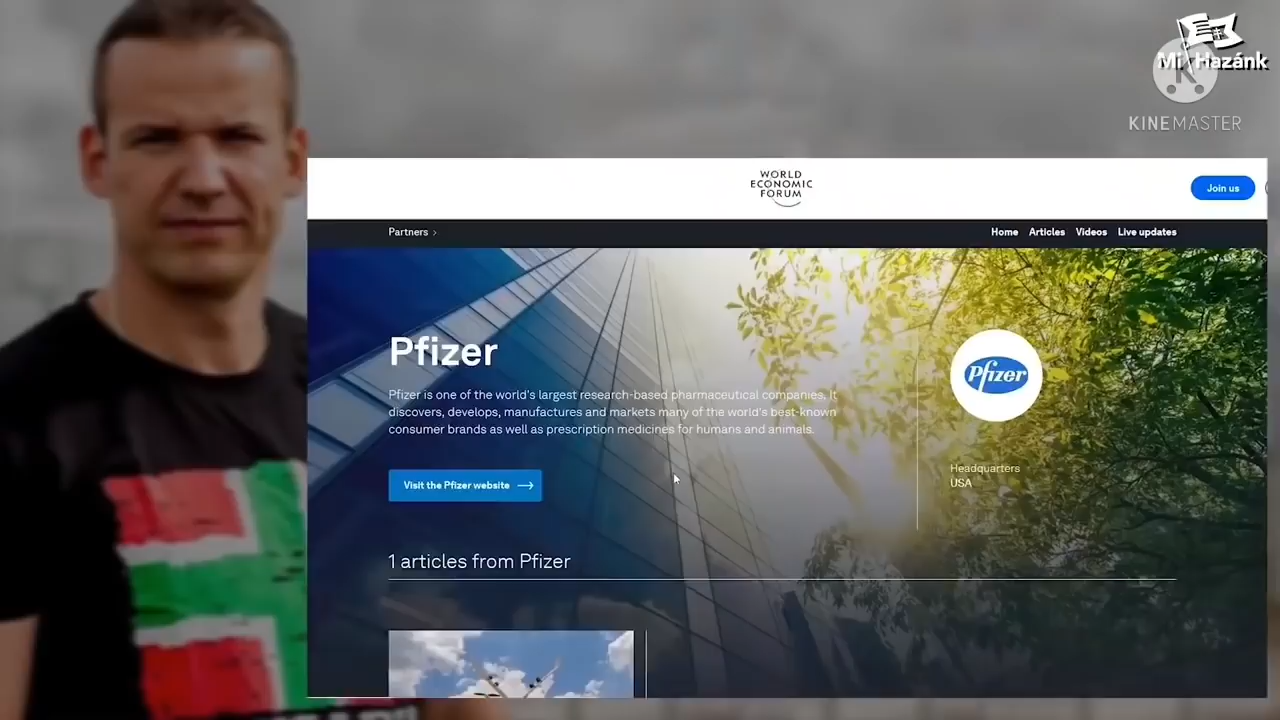 Mi Hazánk
KINEMASTER
WORLD
ECONOMIC
FORUM
Join us
Partners
Home Articles Videos Live updates
Pfizer
Pfizer is one of the world's largest research-based pharmaceutical companies. It
discovers, develops, manufactures and markets many of the world's best-known
consumer brands as well as prescription medicines for humans and animals.
Visit the Pfizer website
Pfizer
Headquarters
USA
1 articles from Pfizer